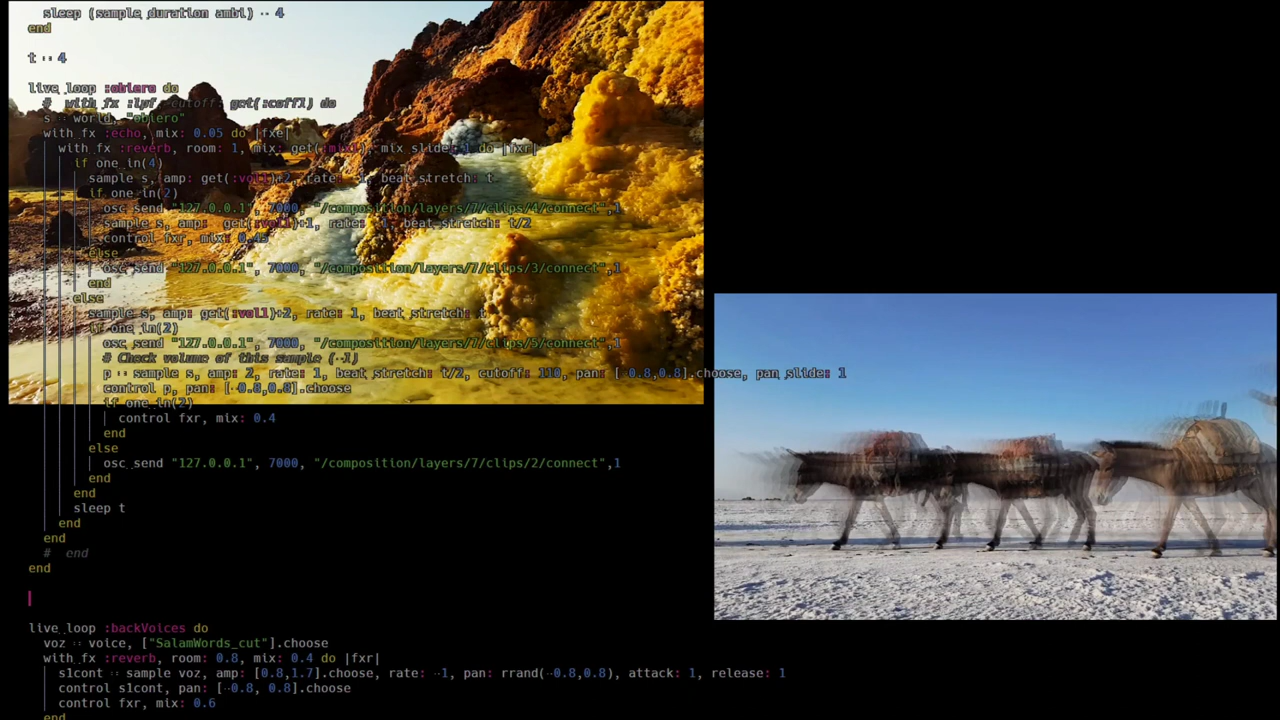 sleep (sample_duration ambi) - 4
end
t = 4
live_loop :obiero do
# with_fx :lpf, cutoff: get(:coff1) do
s = world, "obiero"
with_fx :echo, mix: 0.05 do |fxe|
with_fx :reverb, room: 1, mix: get(:mix1), mix_slide: 1 do |fxr|
if one_in(4)
sample s, amp: get(:vol1)+2, rate: -1, beat_stretch: t
if one_in(2)
osc_send "127.0.0.1", 7000, "/composition/layers/7/clips/4/connect",1
sample s, amp: get(:vol1)+1, rate: -1, beat_stretch: t/2
control fxr, mix: 0.45
else
osc_send "127.0.0.1", 7000, "/composition/layers/7/clips/3/connect",1
end
else
sample s, amp: get(:vol1)+2, rate: 1, beat_stretch: t
if one_in(2)
osc_send "127.0.0.1", 7000, "/composition/layers/7/clips/5/connect",1
# Check volume of this sample (-1)
p = sample s, amp: 2, rate: 1, beat_stretch: t/2, cutoff: 110, pan: [-0.8,0.8].choose, pan_slide: 1
control p, pan: [-0.8,0.8].choose
if one_in(2)
control fxr, mix: 0.4
end
else
osc_send "127.0.0.1", 7000, "/composition/layers/7/clips/2/connect",1
end
end
sleep t
end
end
# end
end
live_loop :backVoices do
voz = voice, ["SalamWords_cut"].choose
with_fx :reverb, room: 0.8, mix: 0.4 do |fxr|
s1cont = sample voz, amp: [0.8,1.7].choose, rate: -1, pan: rrand(-0.8,0.8), attack: 1, release: 1
control s1cont, pan: [-0.8, 0.8].choose
control fxr, mix: 0.6
end